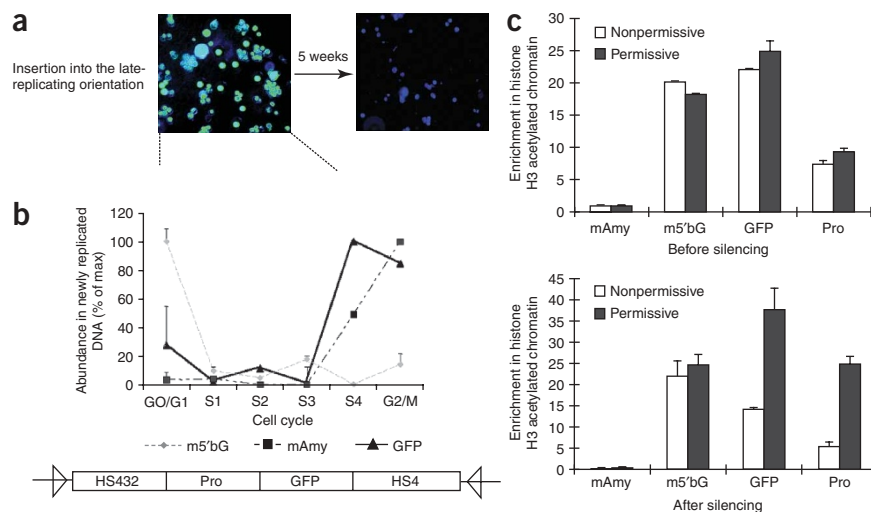 a
Insertion into the late-
replicating orientation
5 weeks
b
Abundance in newly replicated
DNA (% of max)
120
100
80
60
40
20
0
GO/G1 S1 S2 S3 S4 G2/M
Cell cycle
m5'bG mAmy GFP
HS432 Pro GFP HS4
c
Enrichment in histone
H3 acetylated chromatin
Nonpermissive
Permissive
30
25
20
15
10
5
0
mAmy m5'bG GFP Pro
Before silencing
Enrichment in histone
H3 acetylated chromatin
Nonpermissive
Permissive
45
40
35
30
25
20
15
10
5
0
mAmy m5'bG GFP Pro
After silencing